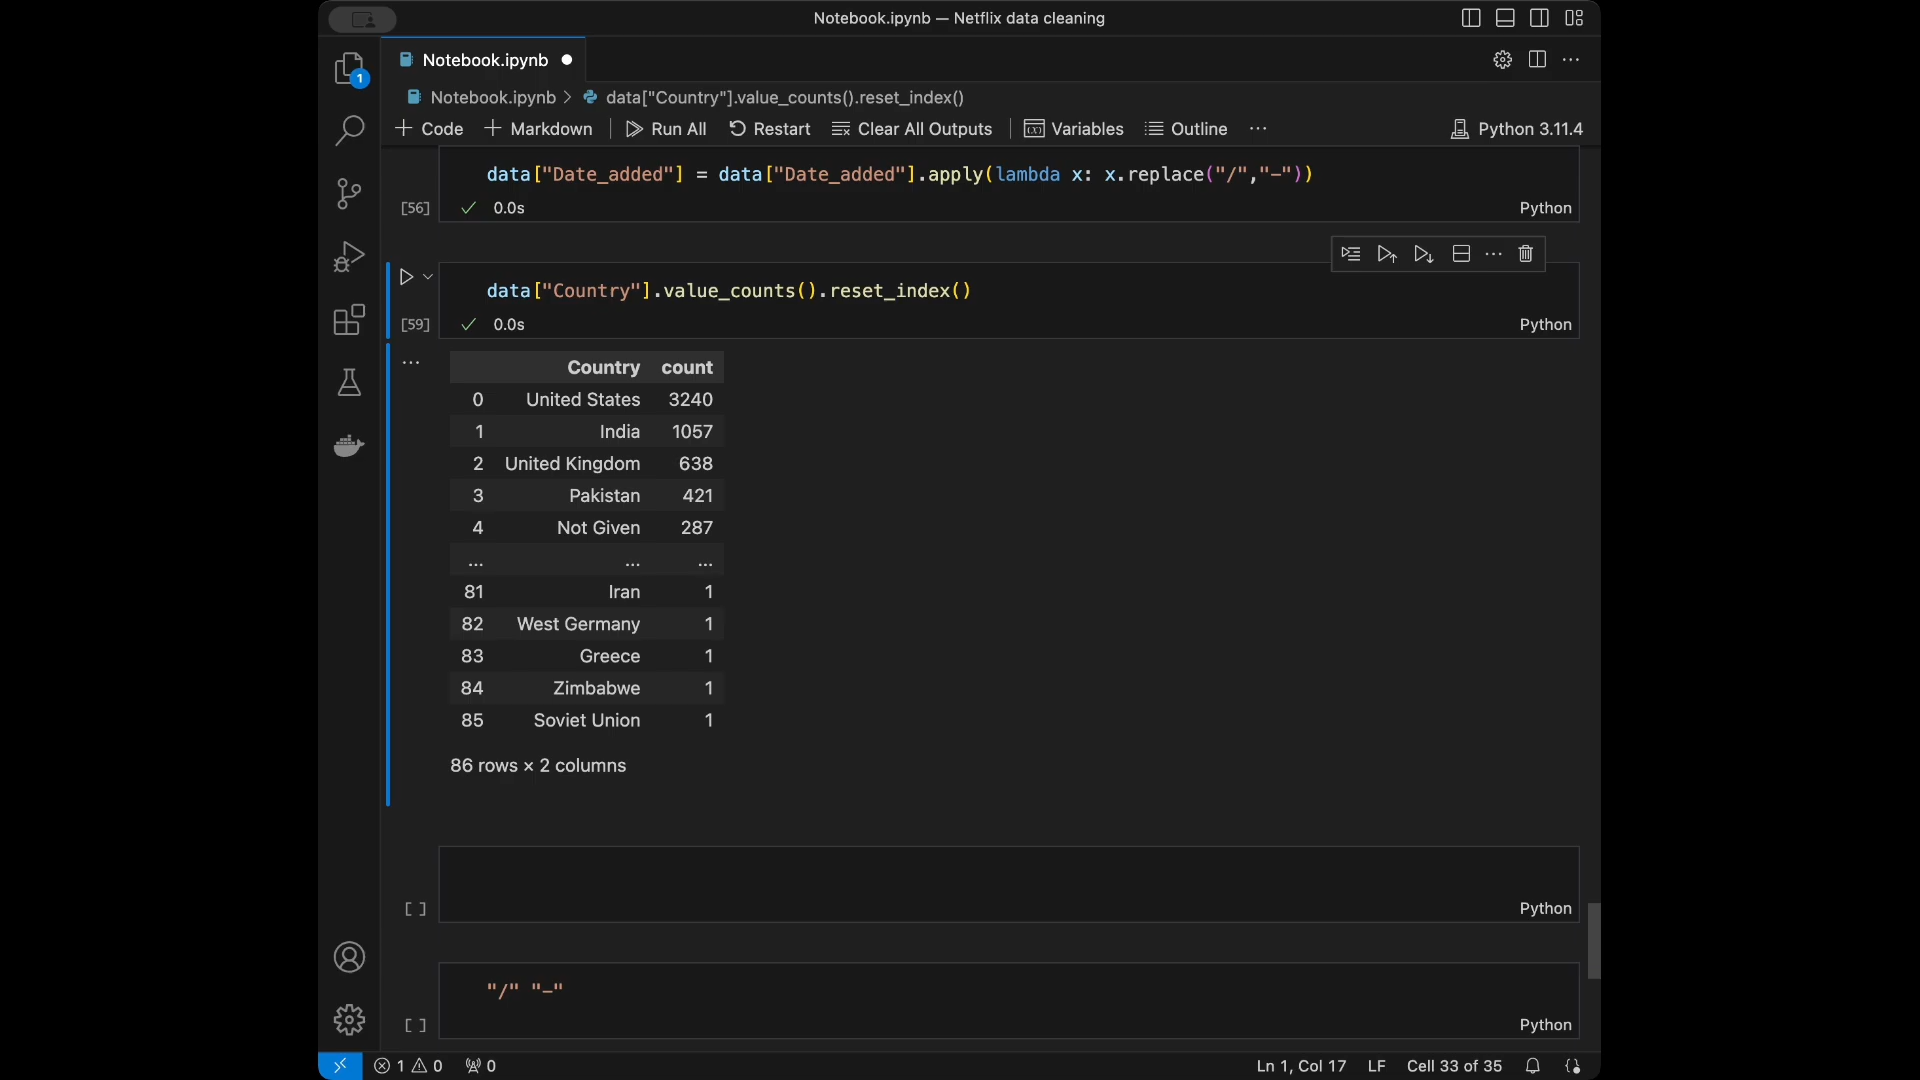 Notebook.ipynb — Netflix data cleaning
1
Notebook.ipynb
Notebook.ipynb > data["Country"].value_counts().reset_index()
+ Code + Markdown Run All Restart Clear All Outputs Variables Outline ... Python 3.11.4
data["Date_added"] = data["Date_added"].apply(lambda x: x.replace("/","-"))
[56] ✓ 0.0s Python
data["Country"].value_counts().reset_index()
[59] ✓ 0.0s Python
... Country count
0 United States 3240
1 India 1057
2 United Kingdom 638
3 Pakistan 421
4 Not Given 287
... ... ...
81 Iran 1
82 West Germany 1
83 Greece 1
84 Zimbabwe 1
85 Soviet Union 1
86 rows × 2 columns
[ ] Python
"/" "-"
[ ] Python
1 0 0 Ln 1, Col 17 LF Cell 33 of 35